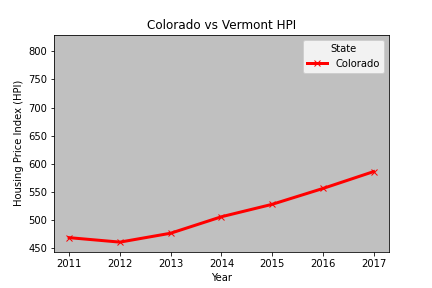 Colorado vs Vermont HPI
State
Colorado
Housing Price Index (HPI)
800
750
700
650
600
550
500
450
2011 2012 2013 2014 2015 2016 2017
Year